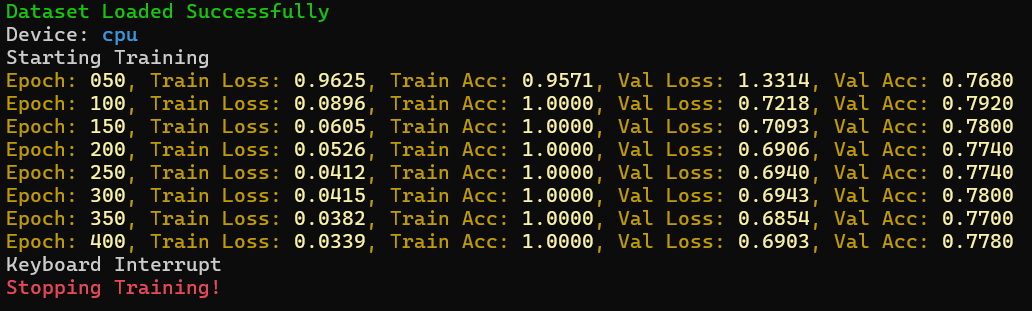 Dataset Loaded Successfully
Device: cpu
Starting Training
Epoch: 050, Train Loss: 0.9625, Train Acc: 0.9571, Val Loss: 1.3314, Val Acc: 0.7680
Epoch: 100, Train Loss: 0.0896, Train Acc: 1.0000, Val Loss: 0.7218, Val Acc: 0.7920
Epoch: 150, Train Loss: 0.0605, Train Acc: 1.0000, Val Loss: 0.7093, Val Acc: 0.7800
Epoch: 200, Train Loss: 0.0526, Train Acc: 1.0000, Val Loss: 0.6906, Val Acc: 0.7740
Epoch: 250, Train Loss: 0.0412, Train Acc: 1.0000, Val Loss: 0.6940, Val Acc: 0.7740
Epoch: 300, Train Loss: 0.0415, Train Acc: 1.0000, Val Loss: 0.6943, Val Acc: 0.7800
Epoch: 350, Train Loss: 0.0382, Train Acc: 1.0000, Val Loss: 0.6854, Val Acc: 0.7700
Epoch: 400, Train Loss: 0.0339, Train Acc: 1.0000, Val Loss: 0.6903, Val Acc: 0.7780
Keyboard Interrupt
Stopping Training!